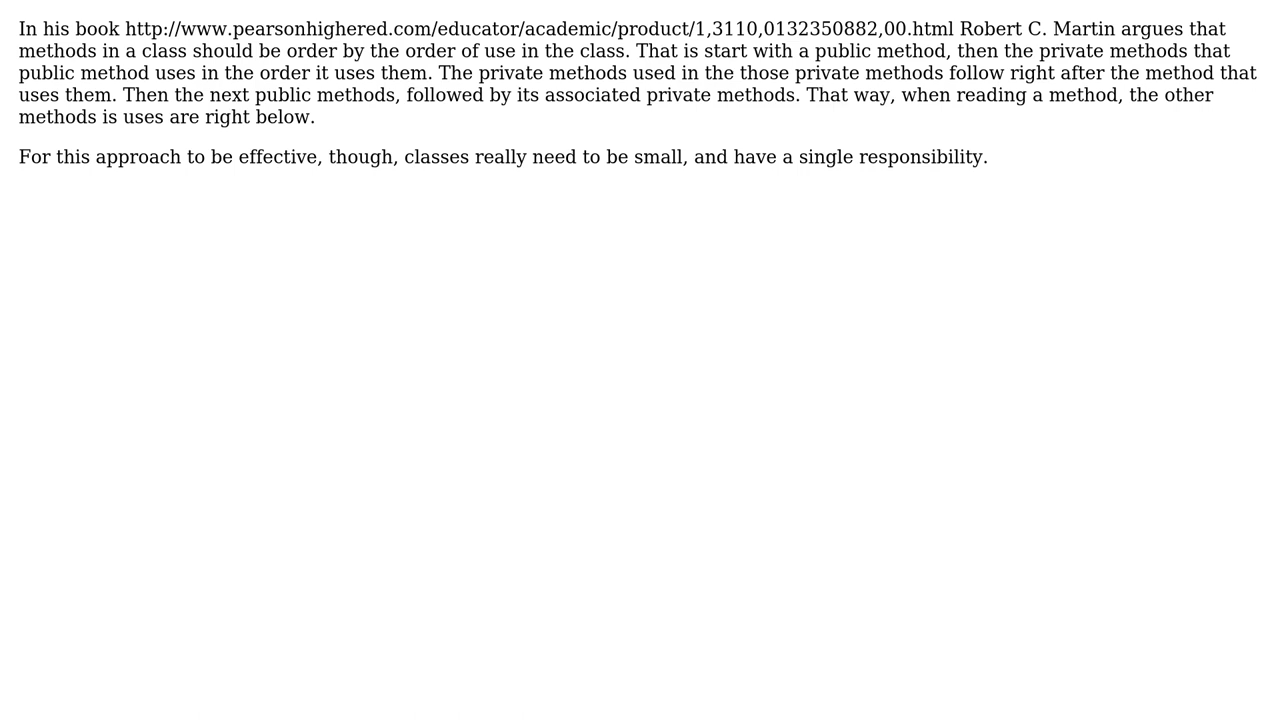 In his book http://www.pearsonhighered.com/educator/academic/product/1,3110,0132350882,00.html Robert C. Martin argues that
methods in a class should be order by the order of use in the class. That is start with a public method, then the private methods that
public method uses in the order it uses them. The private methods used in the those private methods follow right after the method that
uses them. Then the next public methods, followed by its associated private methods. That way, when reading a method, the other
methods is uses are right below.
For this approach to be effective, though, classes really need to be small, and have a single responsibility.